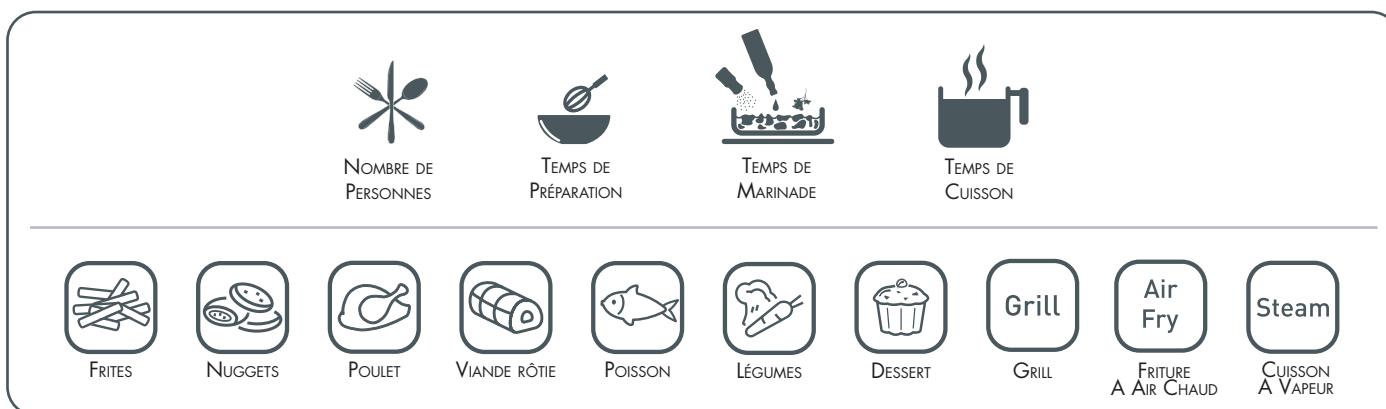 Nombre de
Personnes
Temps de
Préparation
Temps de
Marinade
Temps de
Cuisson
Grill
Air
Fry
Steam
Frites
Nuggets
Poulet
Viande rôtie
Poisson
Légumes
Dessert
Grill
Friture
A Air Chaud
Cuisson
A Vapeur